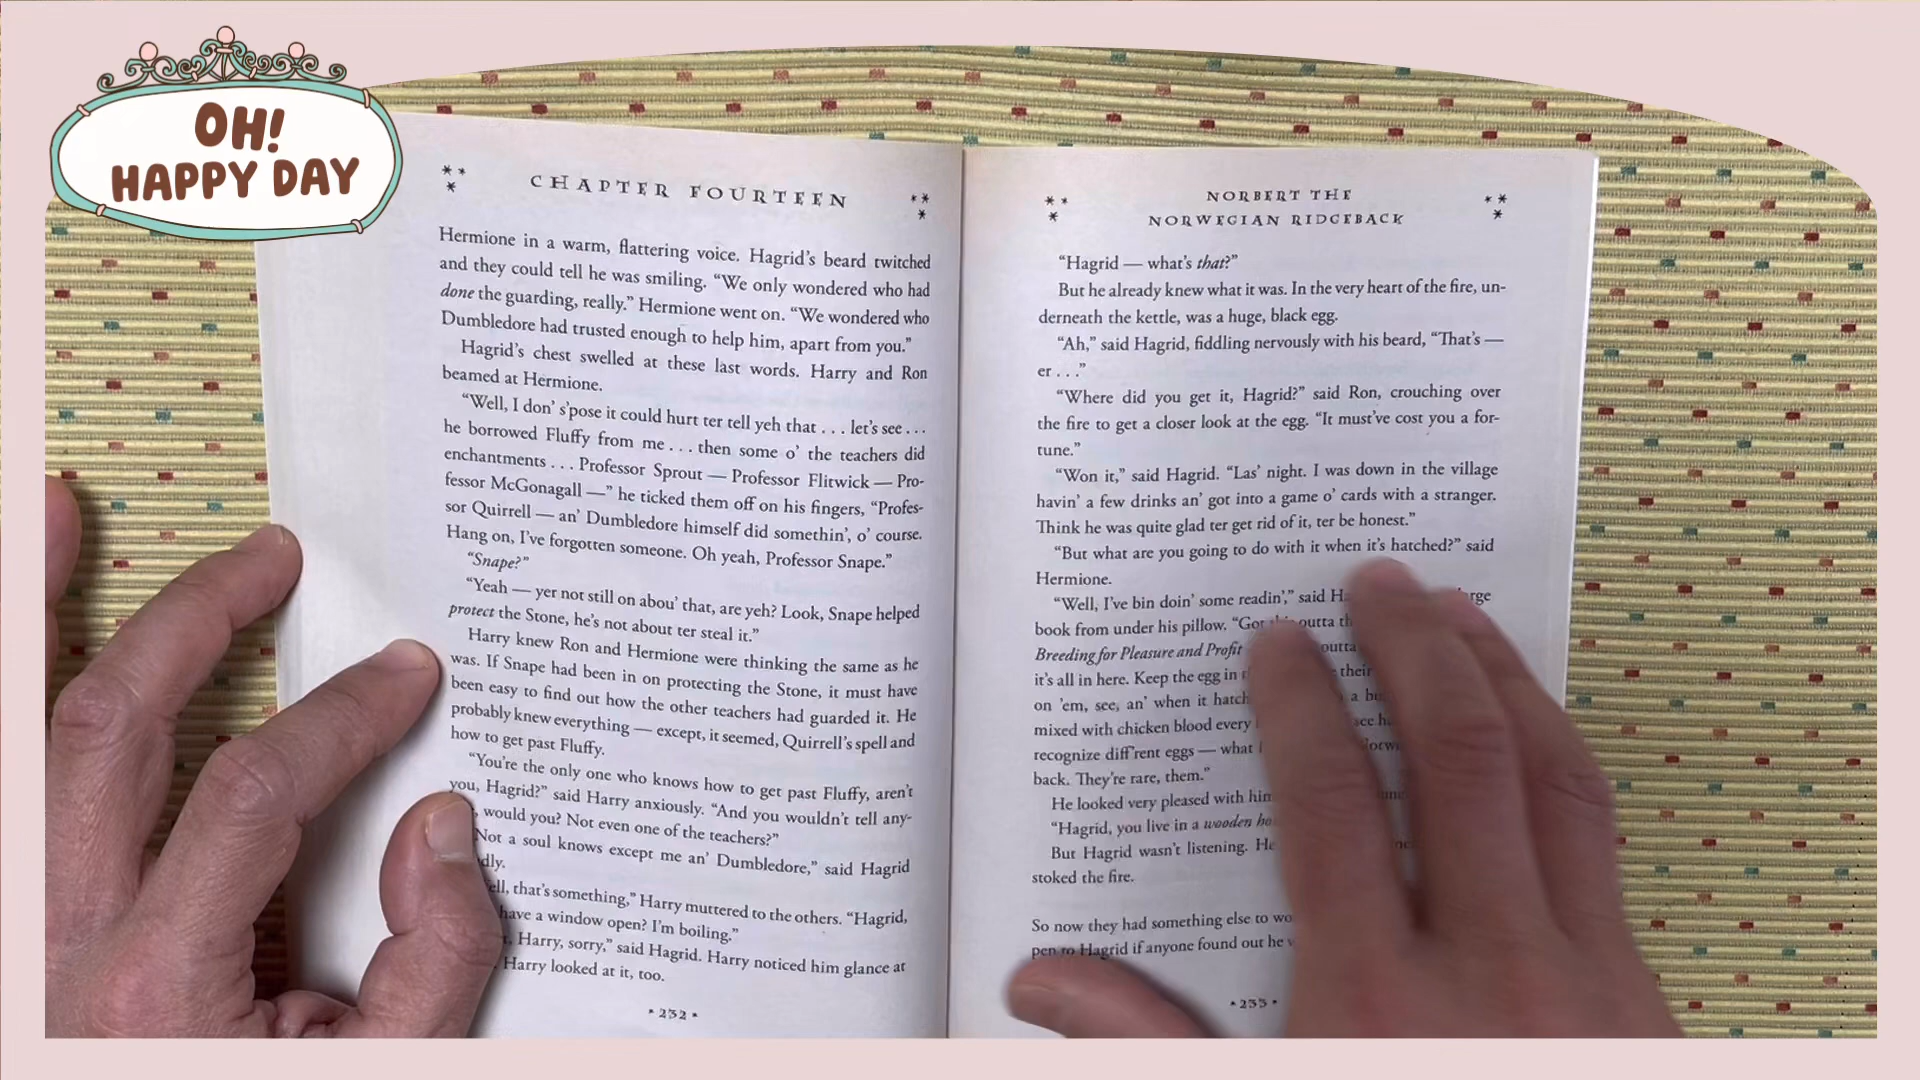 OH!
HAPPY DAY
CHAPTER FOURTEEN
Hermione in a warm, flattering voice. Hagrid's beard twitched
and they could tell he was smiling. “We only wondered who had
done the guarding, really.” Hermione went on. “We wondered who
Dumbledore had trusted enough to help him, apart from you.”
Hagrid's chest swelled at these last words. Harry and Ron
beamed at Hermione.
“Well, I don' s'pose it could hurt ter tell yeh that . . . let's see . . .
he borrowed Fluffy from me . . . then some o' the teachers did
enchantments . . . Professor Sprout — Professor Flitwick — Pro-
fessor McGonagall —” he ticked them off on his fingers, “Profes-
sor Quirrell — an' Dumbledore himself did somethin', o' course.
Hang on, I've forgotten someone. Oh yeah, Professor Snape.”
“Snape?”
“Yeah — yer not still on abou' that, are yeh? Look, Snape helped
protect the Stone, he's not about ter steal it.”
Harry knew Ron and Hermione were thinking the same as he
was. If Snape had been in on protecting the Stone, it must have
been easy to find out how the other teachers had guarded it. He
probably knew everything — except, it seemed, Quirrell's spell and
how to get past Fluffy.
“You're the only one who knows how to get past Fluffy, aren't
you, Hagrid?” said Harry anxiously. “And you wouldn't tell any-
, would you? Not even one of the teachers?”
Not a soul knows except me an' Dumbledore,” said Hagrid
dly.
ell, that's something,” Harry muttered to the others. “Hagrid,
have a window open? I'm boiling.”
, Harry, sorry,” said Hagrid. Harry noticed him glance at
Harry looked at it, too.
232
NORBERT THE
NORWEGIAN RIDGEBACK
“Hagrid — what's that?”
But he already knew what it was. In the very heart of the fire, un-
derneath the kettle, was a huge, black egg.
“Ah,” said Hagrid, fiddling nervously with his beard, “That's —
er . . .”
“Where did you get it, Hagrid?” said Ron, crouching over
the fire to get a closer look at the egg. “It must've cost you a for-
tune.”
“Won it,” said Hagrid. “Las' night. I was down in the village
havin' a few drinks an' got into a game o' cards with a stranger.
Think he was quite glad ter get rid of it, ter be honest.”
“But what are you going to do with it when it's hatched?” said
Hermione.
“Well, I've bin doin' some readin',” said
book from under his pillow. “Got this outta
Breeding for Pleasure and Profit outta
it's all in here. Keep the egg in their
on 'em, see, an' when it a
mixed with chicken blood every see
recognize diff'rent eggs — what
back. They're rare, them.”
He looked very pleased with
“Hagrid, you live in a wooden
But Hagrid wasn't listening. He
stoked the fire.
So now they had something else to
pen to Hagrid if anyone found out he
233